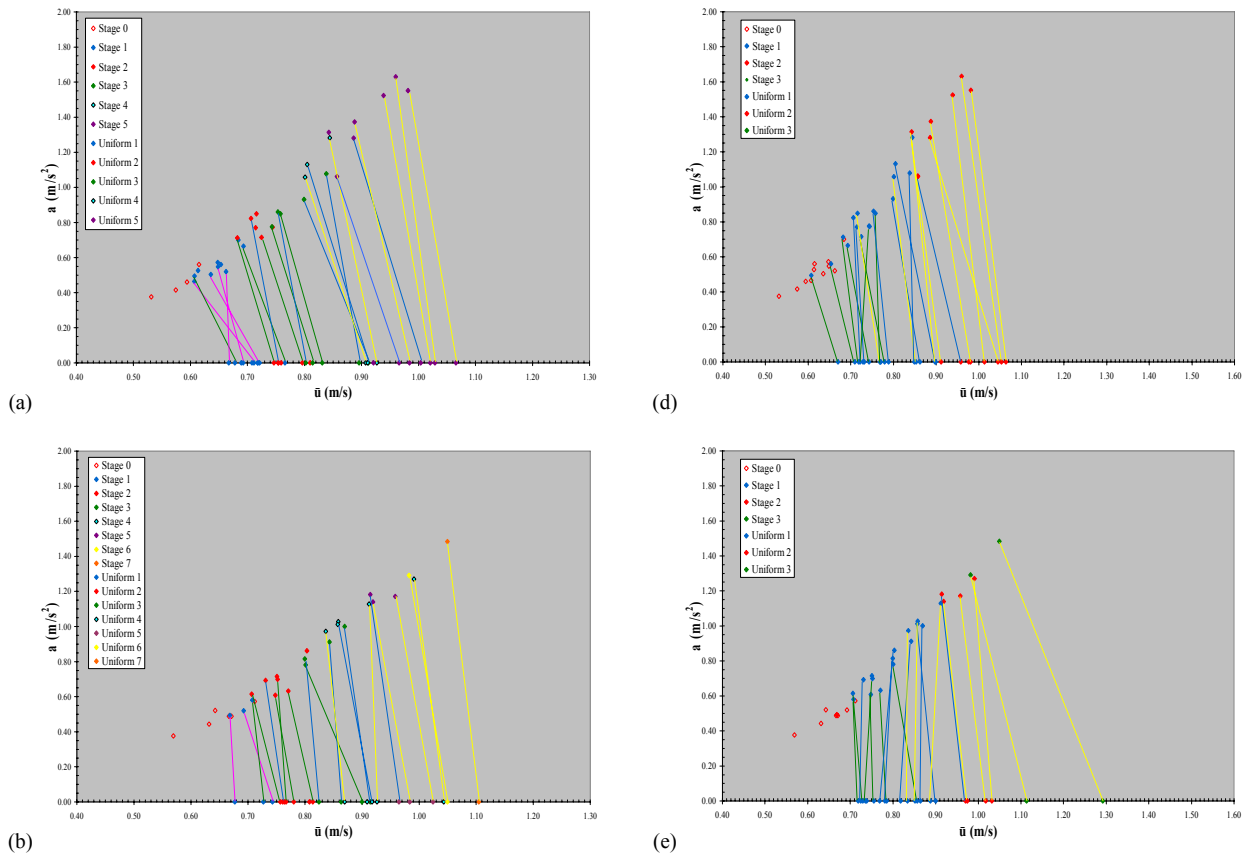 2.00
1.80
1.60
1.40
1.20
1.00
0.80
0.60
0.40
0.20
0.00
a (m/s²)
Stage 0
Stage 1
Stage 2
Stage 3
Stage 4
Stage 5
Uniform 1
Uniform 2
Uniform 3
Uniform 4
Uniform 5
0.40 0.50 0.60 0.70 0.80 0.90 1.00 1.10 1.20 1.30
ū (m/s)
(a)
2.00
1.80
1.60
1.40
1.20
1.00
0.80
0.60
0.40
0.20
0.00
a (m/s²)
Stage 0
Stage 1
Stage 2
Stage 3
Uniform 1
Uniform 2
Uniform 3
0.40 0.50 0.60 0.70 0.80 0.90 1.00 1.10 1.20 1.30 1.40 1.50 1.60
ū (m/s)
(d)
2.00
1.80
1.60
1.40
1.20
1.00
0.80
0.60
0.40
0.20
0.00
a (m/s²)
Stage 0
Stage 1
Stage 2
Stage 3
Stage 4
Stage 5
Stage 6
Stage 7
Uniform 1
Uniform 2
Uniform 3
Uniform 4
Uniform 5
Uniform 6
Uniform 7
0.40 0.50 0.60 0.70 0.80 0.90 1.00 1.10 1.20 1.30
ū (m/s)
(b)
2.00
1.80
1.60
1.40
1.20
1.00
0.80
0.60
0.40
0.20
0.00
a (m/s²)
Stage 0
Stage 1
Stage 2
Stage 3
Uniform 1
Uniform 2
Uniform 3
0.40 0.50 0.60 0.70 0.80 0.90 1.00 1.10 1.20 1.30 1.40 1.50 1.60
ū (m/s)
(e)